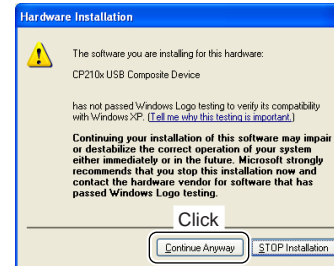 Hardware Installation
The software you are installing for this hardware:
CP210x USB Composite Device
has not passed Windows Logo testing to verify its compatibility
with Windows XP. (Tell me why this testing is important.)
Continuing your installation of this software may impair
or destabilize the correct operation of your system
either immediately or in the future. Microsoft strongly
recommends that you stop this installation now and
contact the hardware vendor for software that has
passed Windows Logo testing.
Click
Continue Anyway
STOP Installation